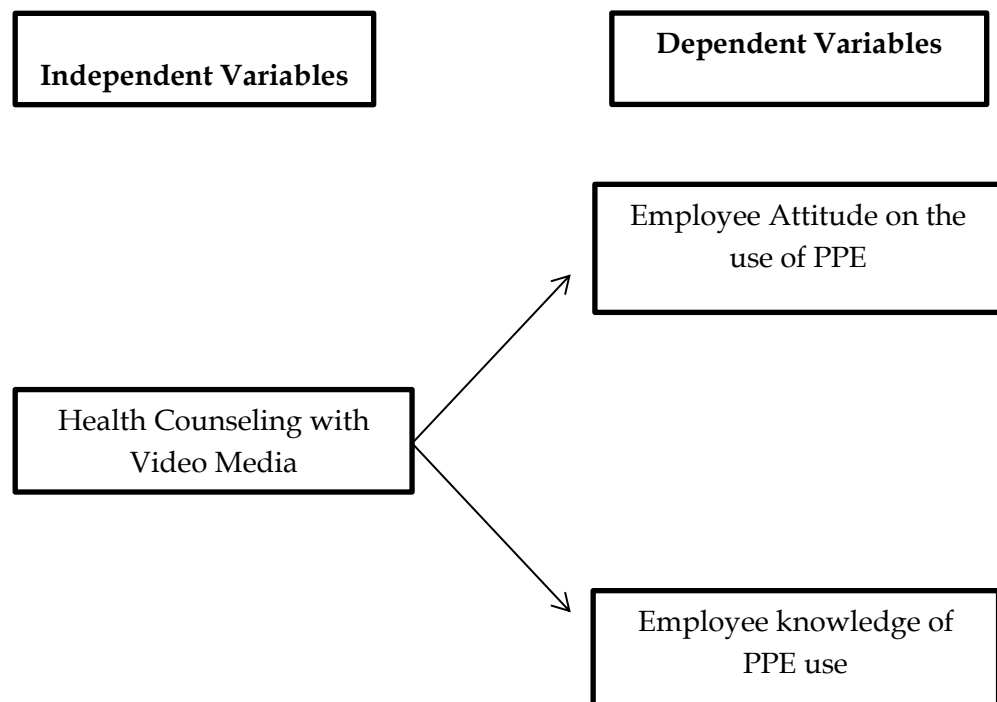 Independent Variables
Dependent Variables
Employee Attitude on the
use of PPE
Health Counseling with
Video Media
Employee knowledge of
PPE use